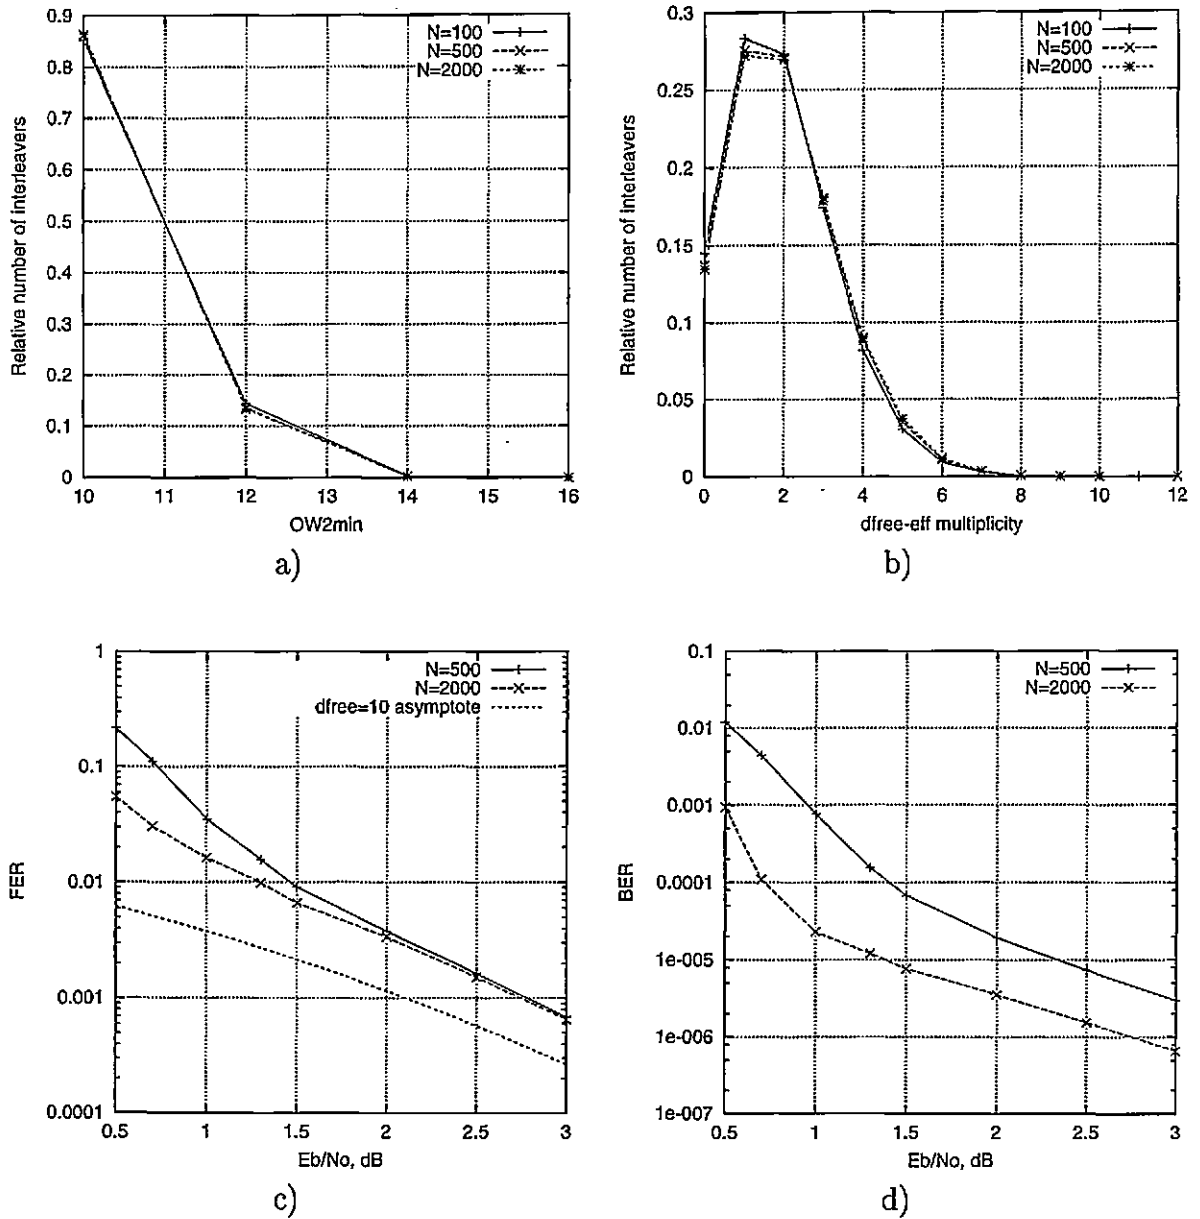 N=100
N=500
N=2000
0.9
0.8
0.7
0.6
0.5
0.4
0.3
0.2
0.1
0
10 11 12 13 14 15 16
Relative number of interleavers
OW2min
a)
N=100
N=500
N=2000
0.3
0.25
0.2
0.15
0.1
0.05
0
0 2 4 6 8 10 12
Relative number of interleavers
dfree-eff multiplicity
b)
N=500
N=2000
dfree=10 asymptote
1
0.1
0.01
0.001
0.0001
0.5 1 1.5 2 2.5 3
FER
Eb/No, dB
c)
N=500
N=2000
0.1
0.01
0.001
0.0001
1e-005
1e-006
1e-007
0.5 1 1.5 2 2.5 3
BER
Eb/No, dB
d)